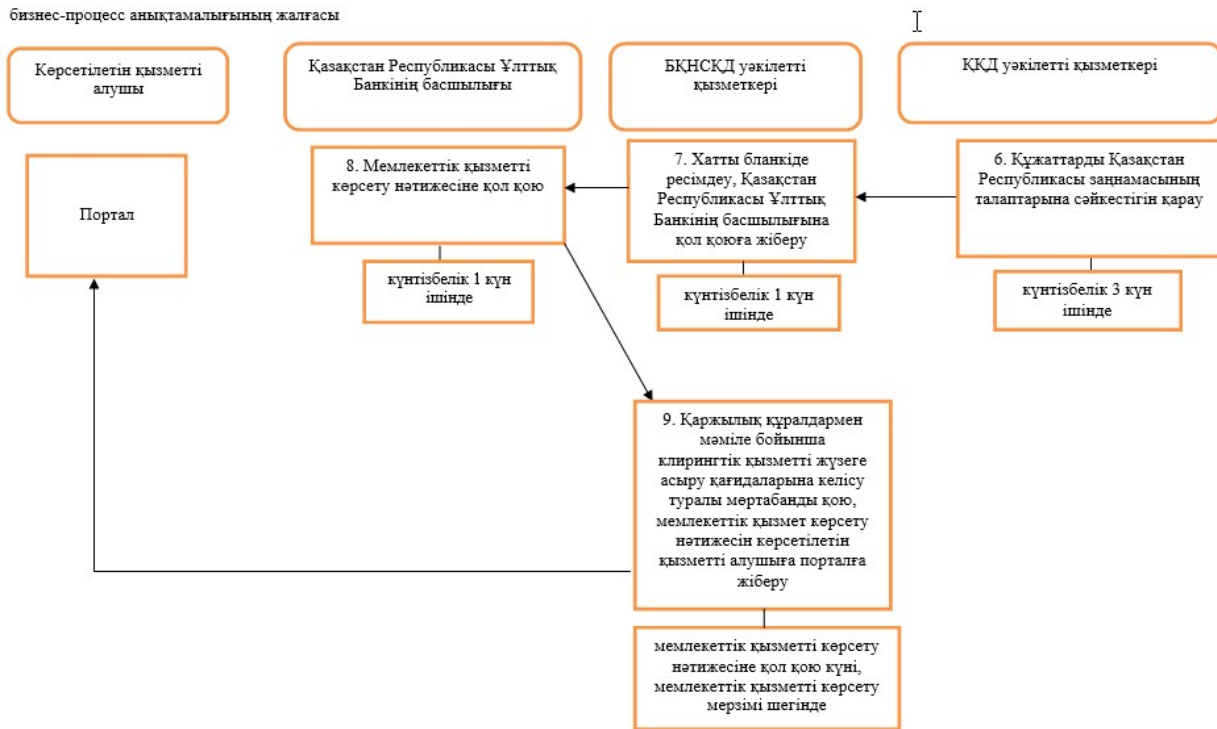 бизнес-процесс анықтамалығының жалғасы
Көрсетілетін қызметті
алушы
Қазақстан Республикасы Ұлттық
Банкінің басшылығы
БҚНСҚД уәкілетті
қызметкері
ҚҚД уәкілетті қызметкері
Портал
8. Мемлекеттік қызметті
көрсету нәтижесіне қол қою
7. Хатты бланкіде
ресімдеу, Қазақстан
Республикасы Ұлттық
Банкінің басшылығына
қол қоюға жіберу
6. Құжаттарды Қазақстан
Республикасы заңнамасының
талаптарына сәйкестігін қарау
күнтізбелік 1 күн
ішінде
күнтізбелік 1 күн
ішінде
күнтізбелік 3 күн
ішінде
9. Қаржылық құралдармен
мәміле бойынша
клирингтік қызметті жүзеге
асыру қағидаларына келісу
туралы мөртабанды қою,
мемлекеттік қызмет көрсету
нәтижесін көрсетілетін
қызметті алушыға порталға
жіберу
мемлекеттік қызметті көрсету
нәтижесіне қол қою күні,
мемлекеттік қызметті көрсету
мерзімі шегінде